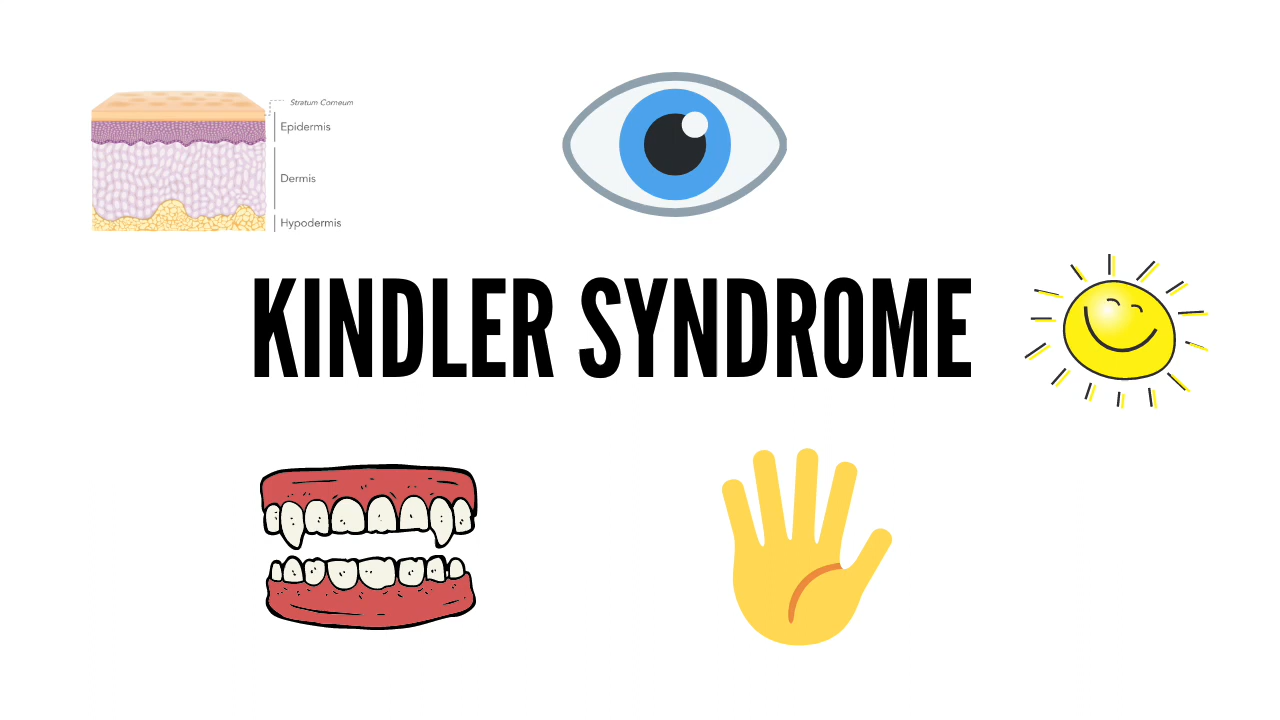 Stratum Corneum
Epidermis
Dermis
Hypodermis
KINDLER SYNDROME